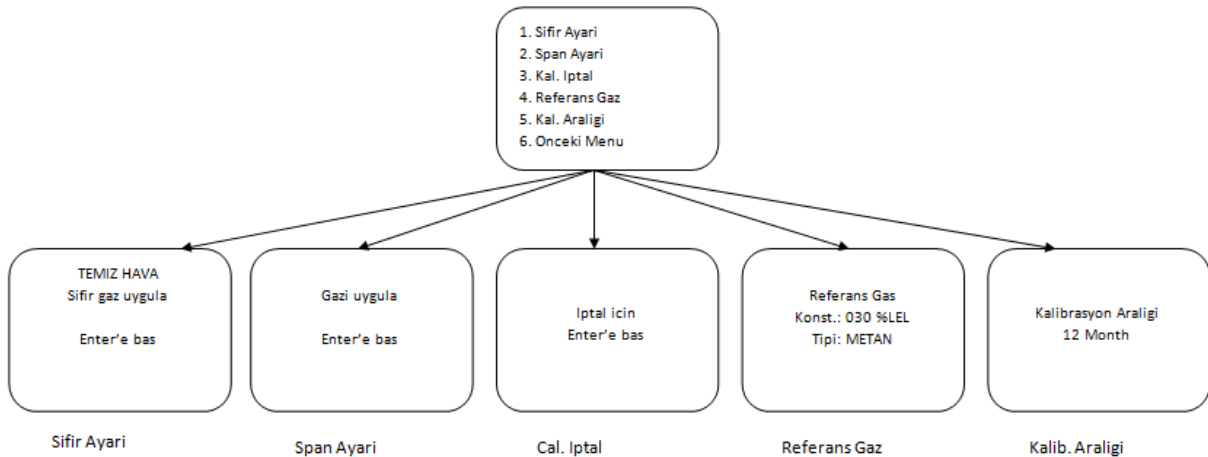 1. Sifir Ayari
2. Span Ayari
3. Kal. Iptal
4. Referans Gaz
5. Kal. Araligi
6. Onceki Menu
TEMIZ HAVA
Sifir gaz uygula
Enter'e bas
Gazi uygula
Enter'e bas
Iptal icin
Enter'e bas
Referans Gas
Konst.: 030 %LEL
Tipi: METAN
Kalibrasyon Araligi
12 Month
Sifir Ayari
Span Ayari
Cal. Iptal
Referans Gaz
Kalib. Araligi